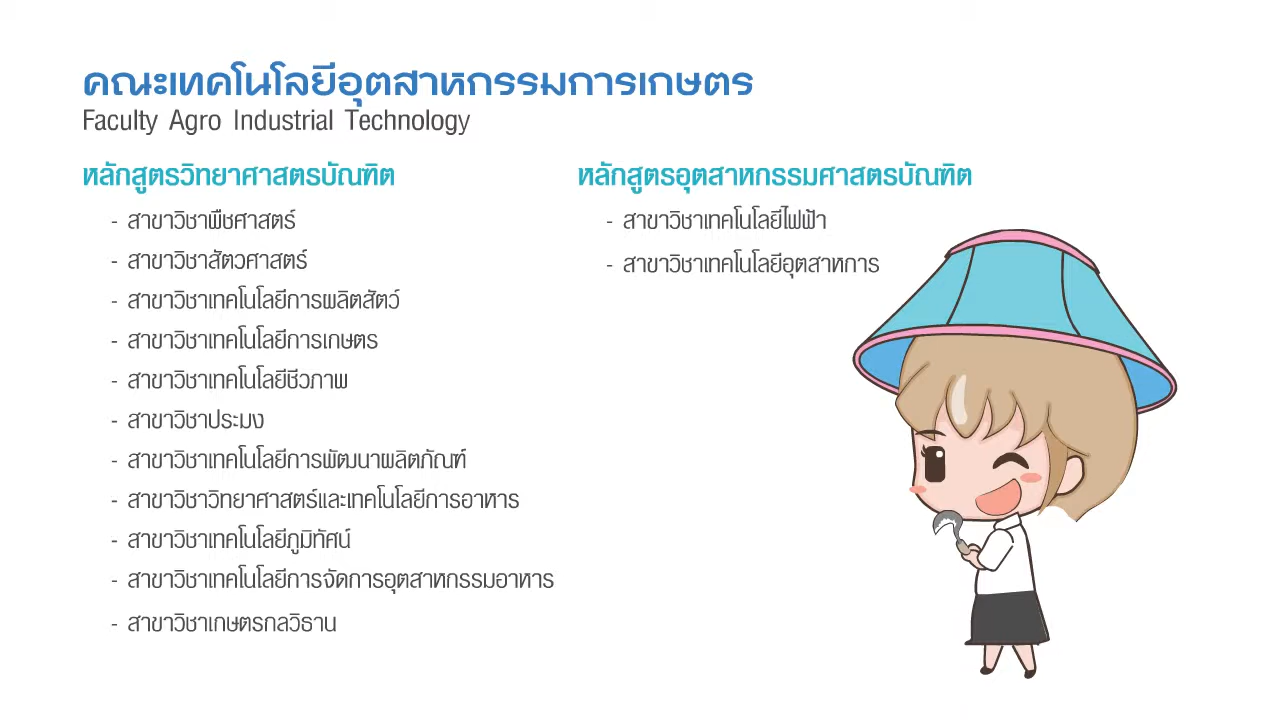 คณะเทคโนโลยีอุตสาหกรรมการเกษตร
Faculty Agro Industrial Technology
หลักสูตรวิทยาศาสตรบัณฑิต
- สาขาวิชาพืชศาสตร์
- สาขาวิชาสัตวศาสตร์
- สาขาวิชาเทคโนโลยีการผลิตสัตว์
- สาขาวิชาเทคโนโลยีการเกษตร
- สาขาวิชาเทคโนโลยีชีวภาพ
- สาขาวิชาประมง
- สาขาวิชาเทคโนโลยีการพัฒนาผลิตภัณฑ์
- สาขาวิชาวิทยาศาสตร์และเทคโนโลยีการอาหาร
- สาขาวิชาเทคโนโลยีภูมิทัศน์
- สาขาวิชาเทคโนโลยีการจัดการอุตสาหกรรมอาหาร
- สาขาวิชาเกษตรกลวิธาน
หลักสูตรอุตสาหกรรมศาสตรบัณฑิต
- สาขาวิชาเทคโนโลยีไฟฟ้า
- สาขาวิชาเทคโนโลยีอุตสาหการ